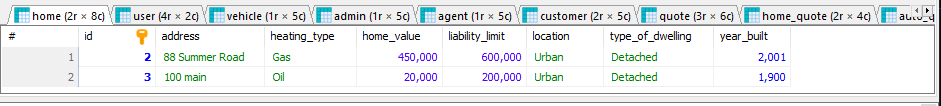 home (2r × 8c) user (4r × 2c) vehicle (1r × 5c) admin (1r × 5c) agent (1r × 5c) customer (2r × 5c) quote (3r × 6c) home_quote (2r × 4c) auto_q
# id address heating_type home_value liability_limit location type_of_dwelling year_built
1 2 88 Summer Road Gas 450,000 600,000 Urban Detached 2,001
2 3 100 main Oil 20,000 200,000 Urban Detached 1,900